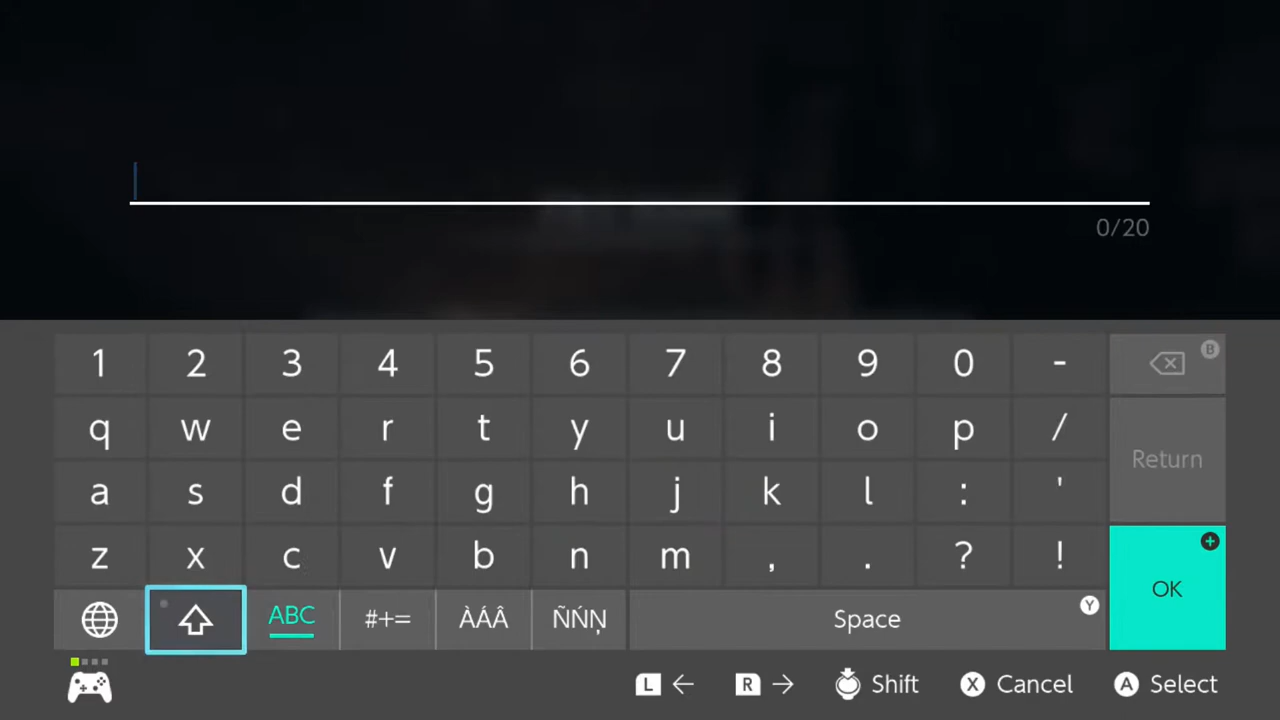 0/20
1 2 3 4 5 6 7 8 9 0 - B
q w e r t y u i o p /
Return
a s d f g h j k l : '
z x c v b n m , . ? ! +
OK
ABC #+= ÀÁÂ ÑŃŅ Space Y
L ← R → Shift X Cancel A Select